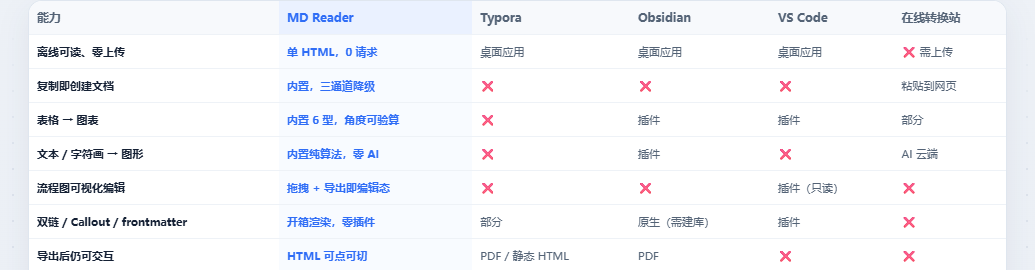 能力 MD Reader Typora Obsidian VS Code 在线转换站
离线可读、零上传 单 HTML，0 请求 桌面应用 桌面应用 桌面应用 ❌ 需上传
复制即创建文档 内置，三通道降级 ❌ ❌ ❌ 粘贴到网页
表格 → 图表 内置 6 型，角度可验算 ❌ 插件 插件 部分
文本 / 字符画 → 图形 内置纯算法，零 AI ❌ 插件 ❌ AI 云端
流程图可视化编辑 拖拽 + 导出即编辑态 ❌ ❌ 插件（只读） ❌
双链 / Callout / frontmatter 开箱渲染，零插件 部分 原生（需建库） 插件 ❌
导出后仍可交互 HTML 可点可切 PDF / 静态 HTML PDF ❌ ❌